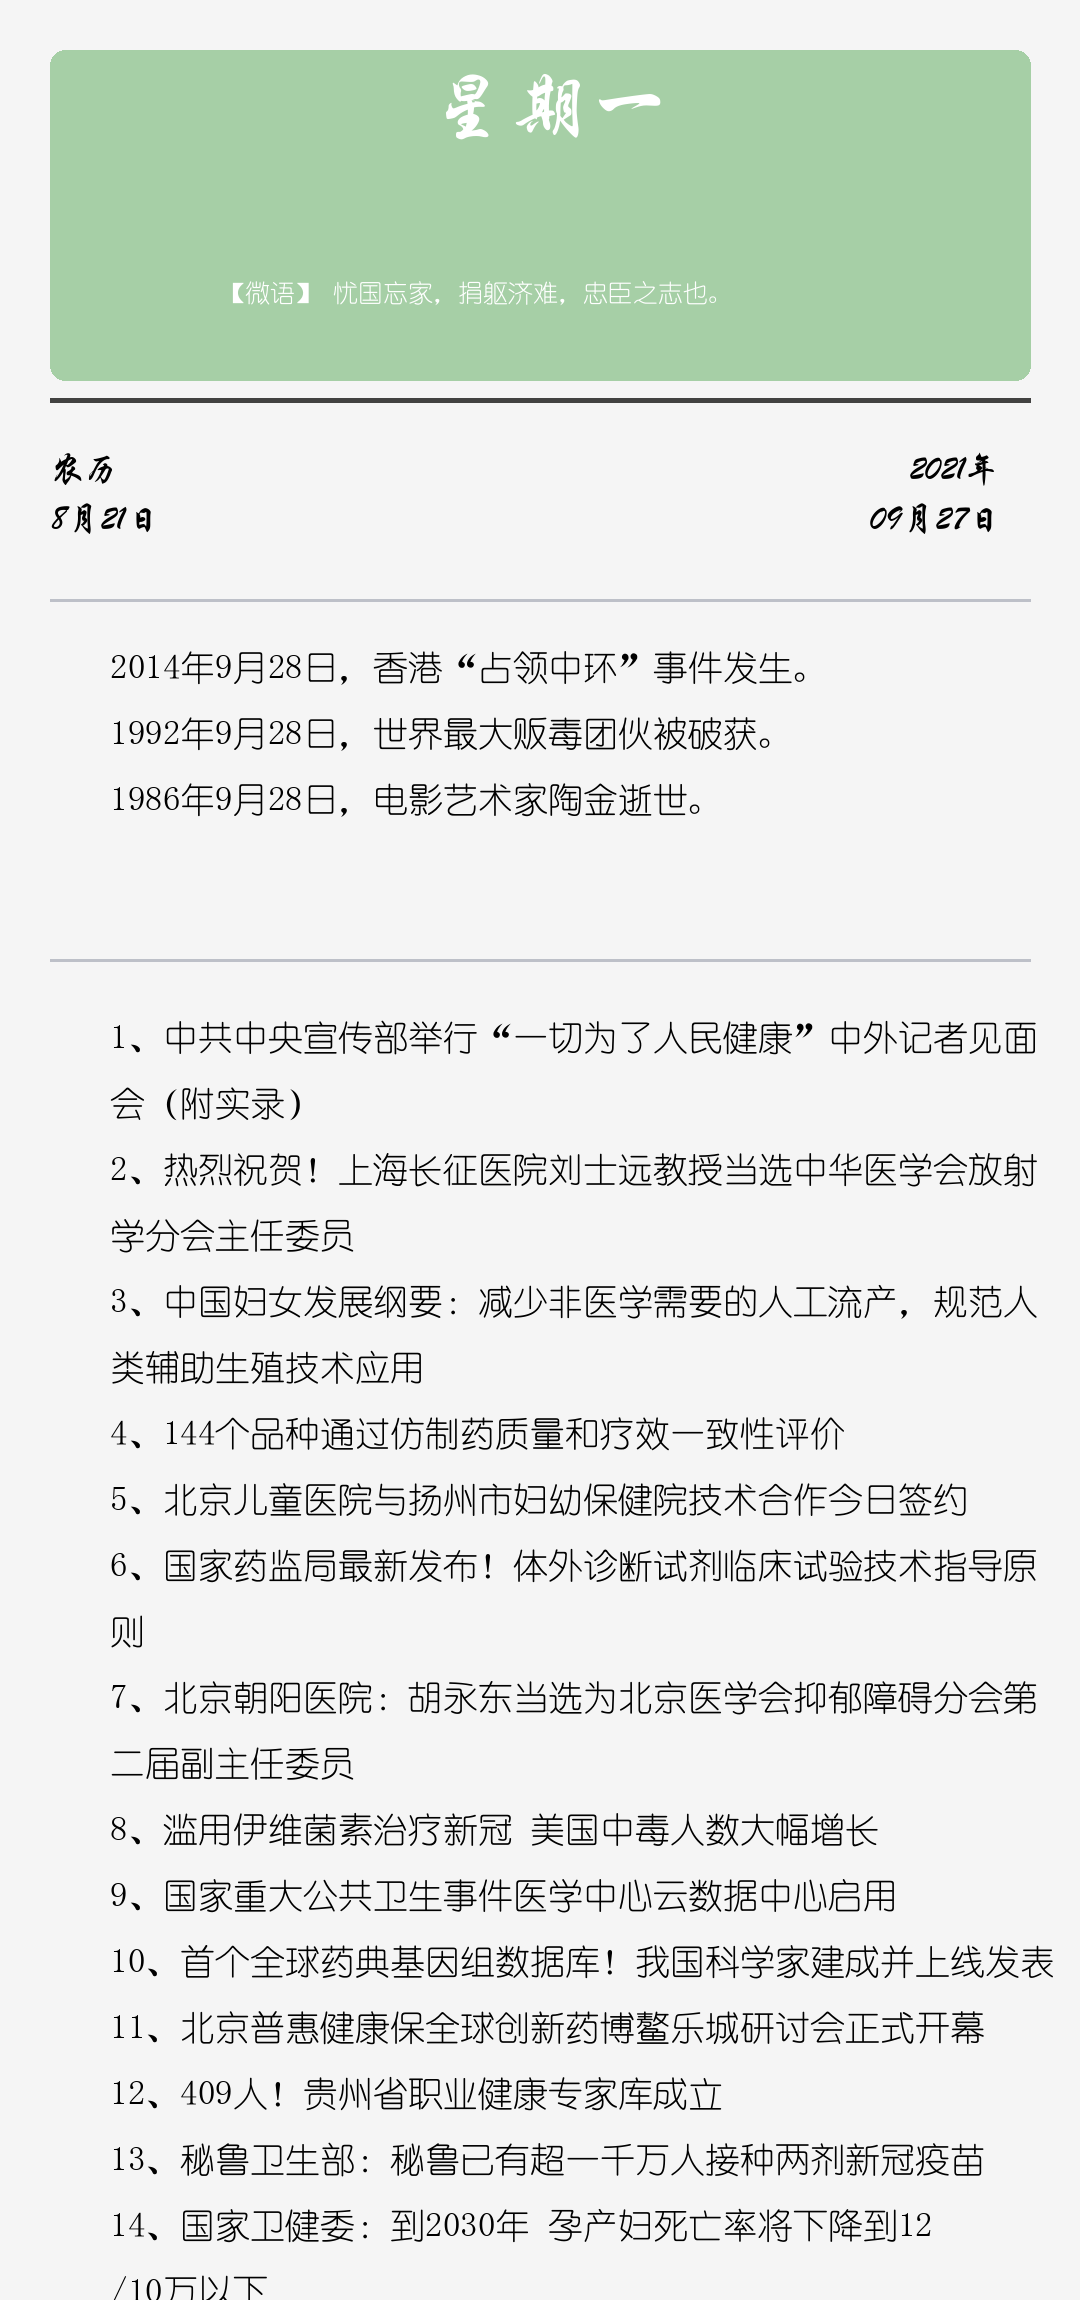 星期一
【微语】 忧国忘家，捐躯济难，忠臣之志也。
农历
8月21日
2021年
09月27日
2014年9月28日，香港“占领中环”事件发生。
1992年9月28日，世界最大贩毒团伙被破获。
1986年9月28日，电影艺术家陶金逝世。
1、中共中央宣传部举行“一切为了人民健康”中外记者见面
会（附实录）
2、热烈祝贺！上海长征医院刘士远教授当选中华医学会放射
学分会主任委员
3、中国妇女发展纲要：减少非医学需要的人工流产，规范人
类辅助生殖技术应用
4、144个品种通过仿制药质量和疗效一致性评价
5、北京儿童医院与扬州市妇幼保健院技术合作今日签约
6、国家药监局最新发布！体外诊断试剂临床试验技术指导原
则
7、北京朝阳医院：胡永东当选为北京医学会抑郁障碍分会第
二届副主任委员
8、滥用伊维菌素治疗新冠 美国中毒人数大幅增长
9、国家重大公共卫生事件医学中心云数据中心启用
10、首个全球药典基因组数据库！我国科学家建成并上线发表
11、北京普惠健康保全球创新药博鳌乐城研讨会正式开幕
12、409人！贵州省职业健康专家库成立
13、秘鲁卫生部：秘鲁已有超一千万人接种两剂新冠疫苗
14、国家卫健委：到2030年 孕产妇死亡率将下降到12
/10万以下